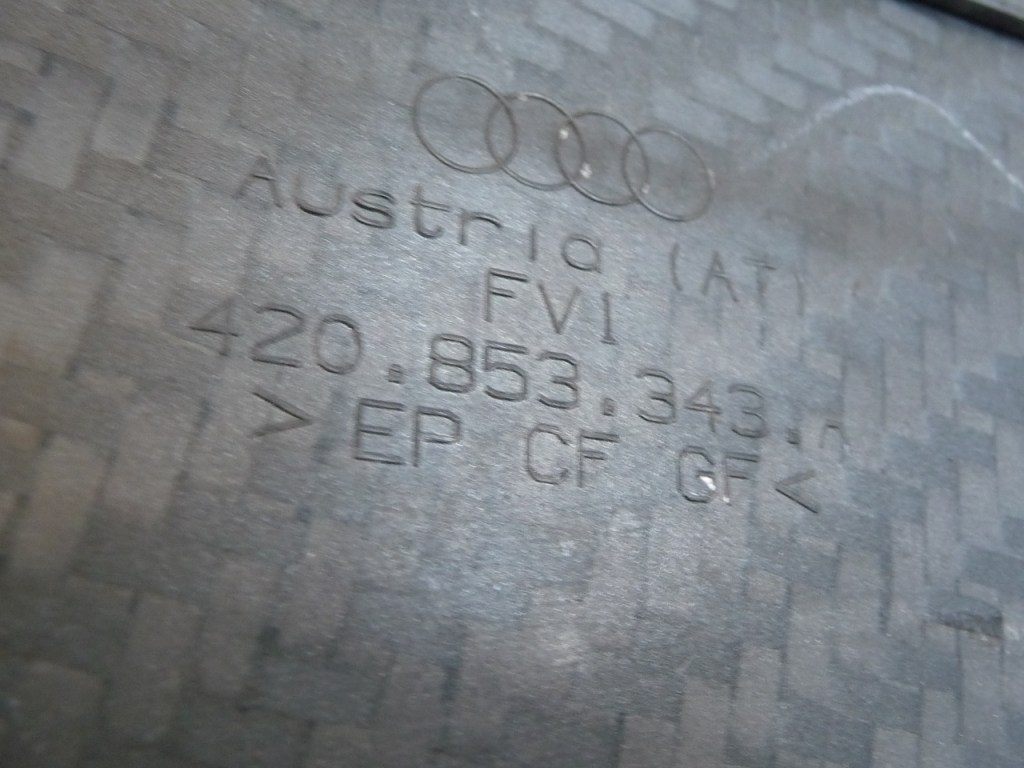 Austria (AT)
FVI
420.853.343.
> EP CF GF <